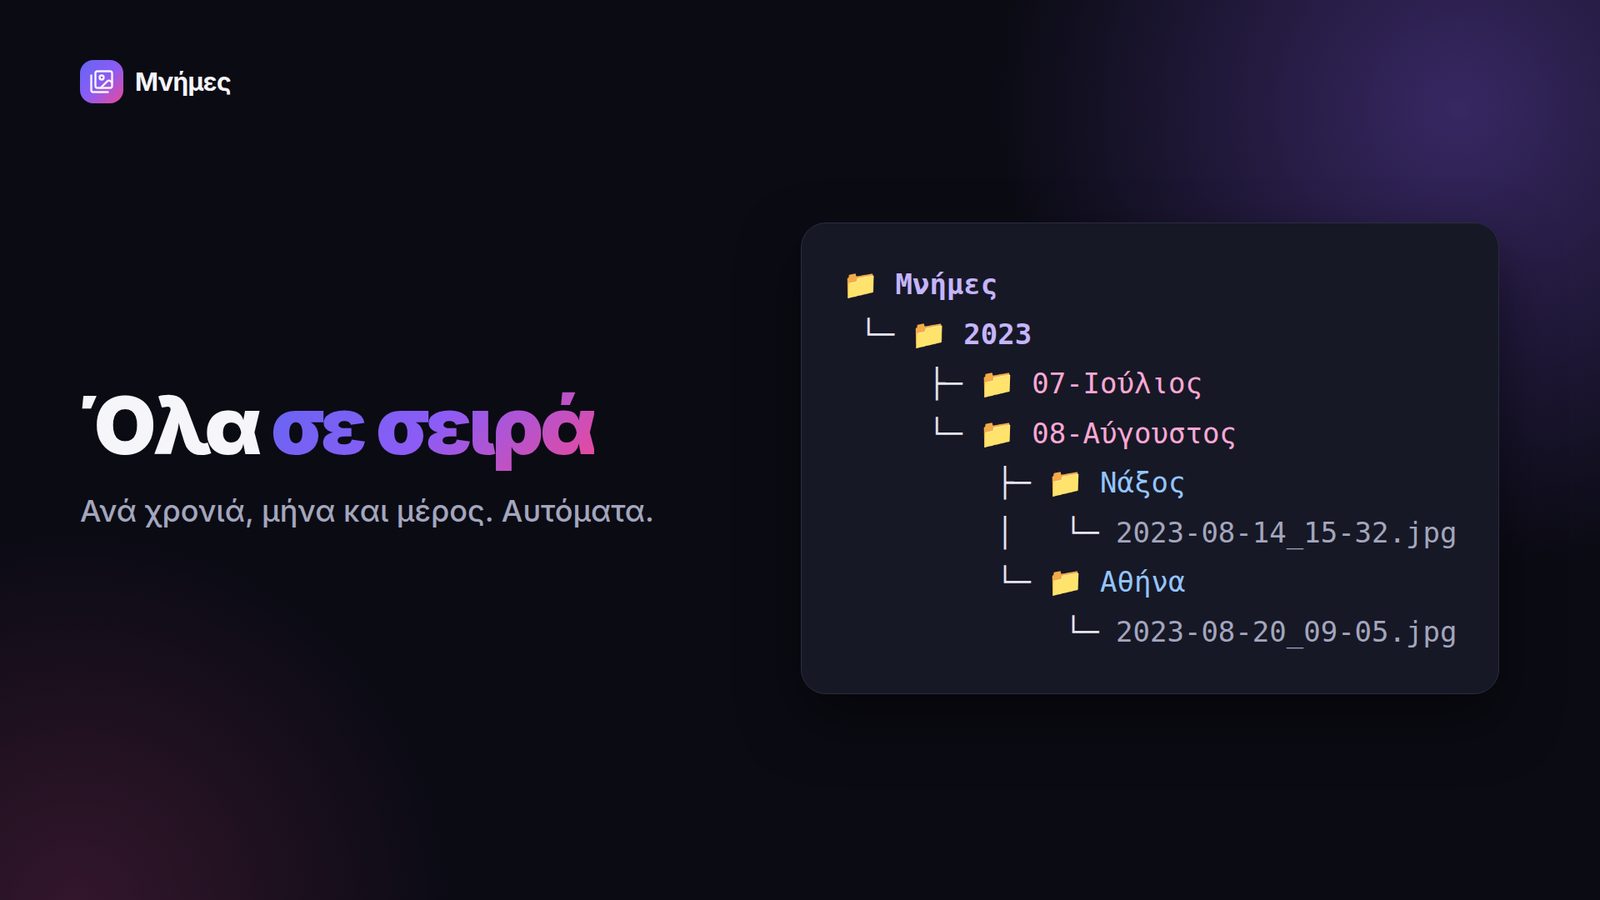 Μνήμες
Όλα σε σειρά
Ανά χρονιά, μήνα και μέρος. Αυτόματα.
📁 Μνήμες
└─ 📁 2023
├─ 📁 07-Ιούλιος
└─ 📁 08-Αύγουστος
├─ 📁 Νάξος
│ └─ 2023-08-14_15-32.jpg
└─ 📁 Αθήνα
└─ 2023-08-20_09-05.jpg